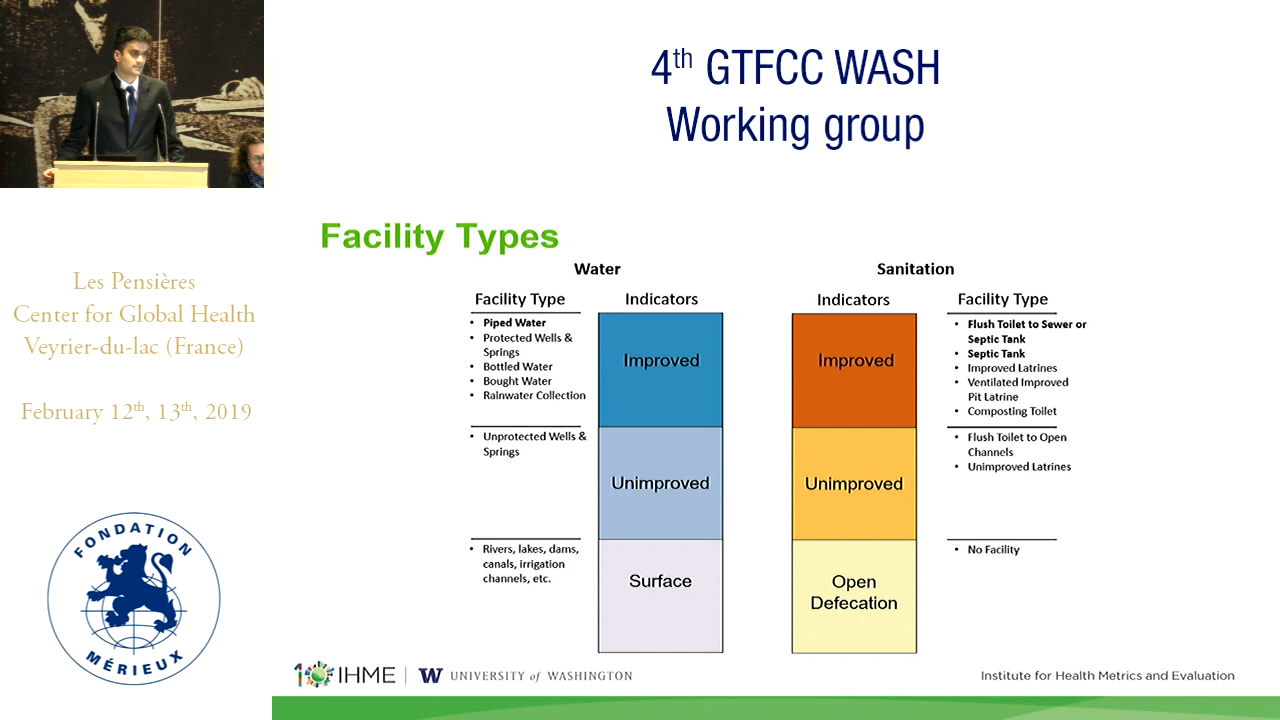 4th GTFCC WASH
Working group
Les Pensières
Center for Global Health
Veyrier-du-lac (France)
February 12th, 13th, 2019
FONDATION
MÉRIEUX
Facility Types
Water
Sanitation
Facility Type
Indicators
Indicators
Facility Type
• Piped Water
• Protected Wells &
Springs
• Bottled Water
• Bought Water
• Rainwater Collection
Improved
Improved
• Flush Toilet to Sewer or
Septic Tank
• Septic Tank
• Improved Latrines
• Ventilated Improved
Pit Latrine
• Composting Toilet
• Unprotected Wells &
Springs
Unimproved
Unimproved
• Flush Toilet to Open
Channels
• Unimproved Latrines
• Rivers, lakes, dams,
canals, irrigation
channels, etc.
Surface
Open
Defecation
• No Facility
10 IHME
W UNIVERSITY of WASHINGTON
Institute for Health Metrics and Evaluation